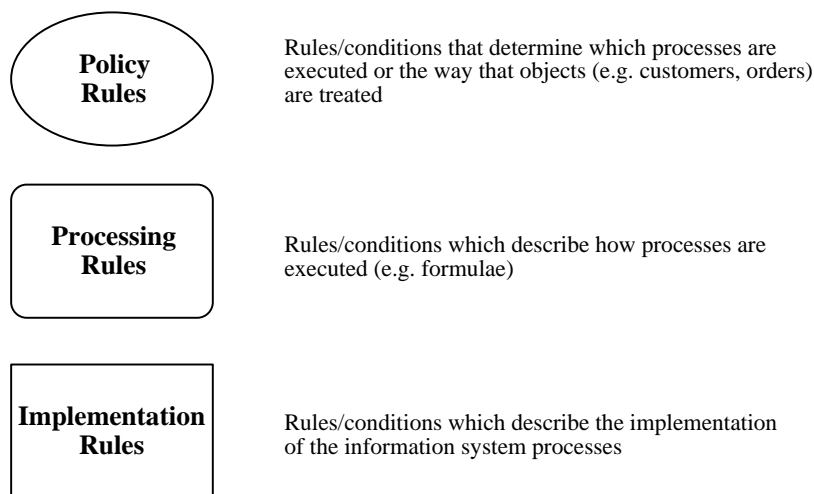 Policy
Rules
Rules/conditions that determine which processes are
executed or the way that objects (e.g. customers, orders)
are treated
Processing
Rules
Rules/conditions which describe how processes are
executed (e.g. formulae)
Implementation
Rules
Rules/conditions which describe the implementation
of the information system processes